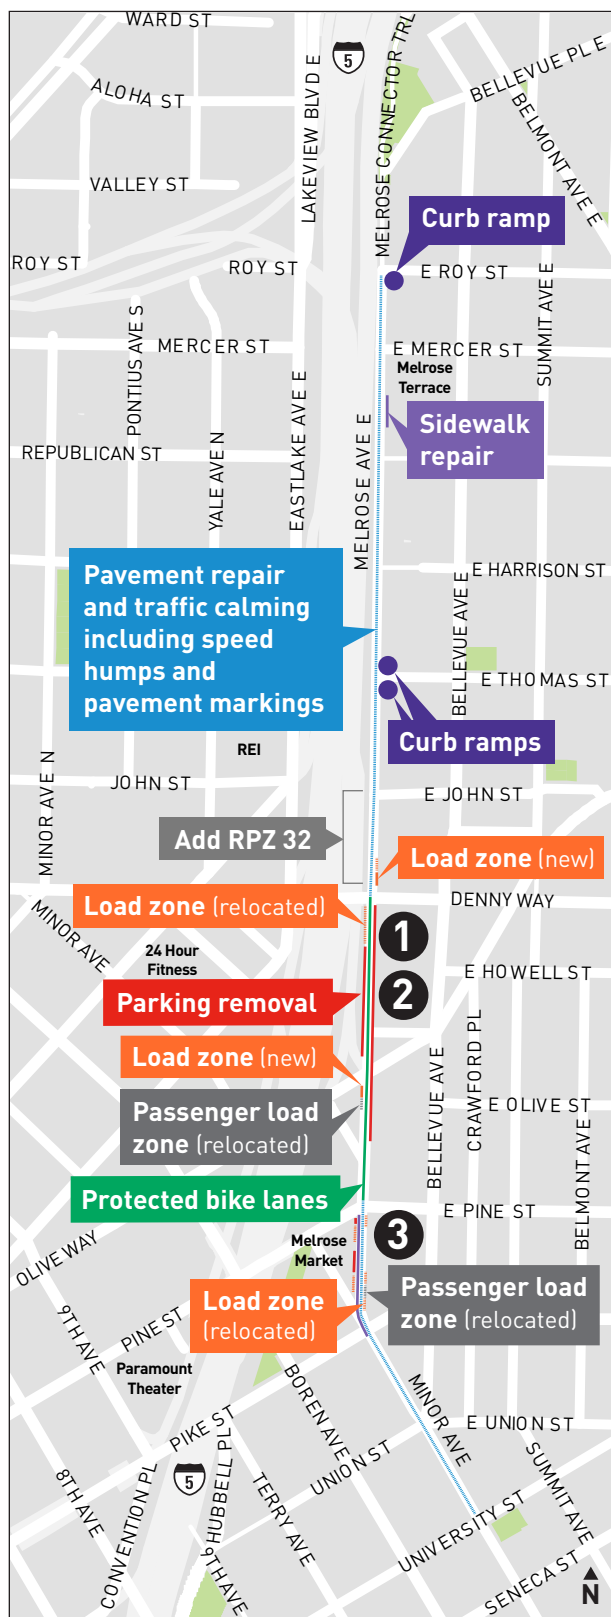 WARD ST
5
ALOHA ST
LAKEVIEW BLVD E
MELROSE CONNECTOR TRL
BELLEVUE PL E
BELMONT AVE E
VALLEY ST
Curb ramp
ROY ST
ROY ST
E ROY ST
SUMMIT AVE E
PONTIUS AVE S
MERCER ST
E MERCER ST
Melrose
Terrace
Sidewalk
repair
REPUBLICAN ST
YALE AVE N
EASTLAKE AVE E
MELROSE AVE E
E HARRISON ST
Pavement repair
and traffic calming
including speed
humps and
pavement markings
BELLEVUE AVE E
E THOMAS ST
Curb ramps
REI
MINOR AVE N
JOHN ST
E JOHN ST
Add RPZ 32
Load zone (new)
DENNY WAY
Load zone (relocated)
MINOR AVE
1
24 Hour
Fitness
E HOWELL ST
2
Parking removal
CRAWFORD PL
Load zone (new)
BELLEVUE AVE
Passenger load
zone (relocated)
E OLIVE ST
BELMONT AVE
Protected bike lanes
E PINE ST
3
OLIVE WAY
Melrose
Market
Load zone
(relocated)
Passenger load
zone (relocated)
9TH AVE
PINE ST
Paramount
Theater
PIKE ST
BOREN AVE
MINOR AVE
E UNION ST
UNION ST
SUMMIT AVE
8TH AVE
CONVENTION PL
5
HUBBELL PL
TERRY AVE
9TH AVE
UNIVERSITY ST
SENECA ST
N